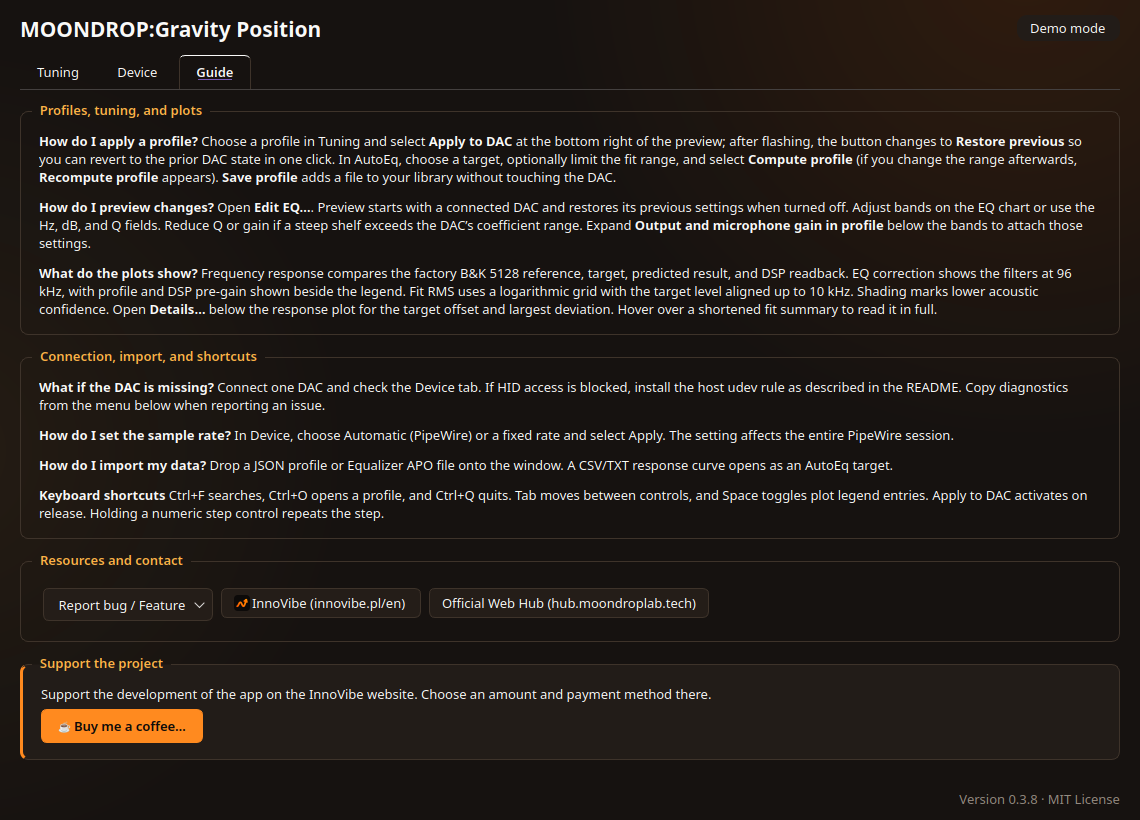 MOONDROP:Gravity Position
Demo mode
Tuning
Device
Guide
Profiles, tuning, and plots
How do I apply a profile? Choose a profile in Tuning and select Apply to DAC at the bottom right of the preview; after flashing, the button changes to Restore previous so
you can revert to the prior DAC state in one click. In AutoEq, choose a target, optionally limit the fit range, and select Compute profile (if you change the range afterwards,
Recompute profile appears). Save profile adds a file to your library without touching the DAC.
How do I preview changes? Open Edit EQ.... Preview starts with a connected DAC and restores its previous settings when turned off. Adjust bands on the EQ chart or use the
Hz, dB, and Q fields. Reduce Q or gain if a steep shelf exceeds the DAC’s coefficient range. Expand Output and microphone gain in profile below the bands to attach those
settings.
What do the plots show? Frequency response compares the factory B&K 5128 reference, target, predicted result, and DSP readback. EQ correction shows the filters at 96
kHz, with profile and DSP pre-gain shown beside the legend. Fit RMS uses a logarithmic grid with the target level aligned up to 10 kHz. Shading marks lower acoustic
confidence. Open Details... below the response plot for the target offset and largest deviation. Hover over a shortened fit summary to read it in full.
Connection, import, and shortcuts
What if the DAC is missing? Connect one DAC and check the Device tab. If HID access is blocked, install the host udev rule as described in the README. Copy diagnostics
from the menu below when reporting an issue.
How do I set the sample rate? In Device, choose Automatic (PipeWire) or a fixed rate and select Apply. The setting affects the entire PipeWire session.
How do I import my data? Drop a JSON profile or Equalizer APO file onto the window. A CSV/TXT response curve opens as an AutoEq target.
Keyboard shortcuts Ctrl+F searches, Ctrl+O opens a profile, and Ctrl+Q quits. Tab moves between controls, and Space toggles plot legend entries. Apply to DAC activates on
release. Holding a numeric step control repeats the step.
Resources and contact
Report bug / Feature
InnoVibe (innovibe.pl/en)
Official Web Hub (hub.moondroplab.tech)
Support the project
Support the development of the app on the InnoVibe website. Choose an amount and payment method there.
☕ Buy me a coffee...
Version 0.3.8 · MIT License